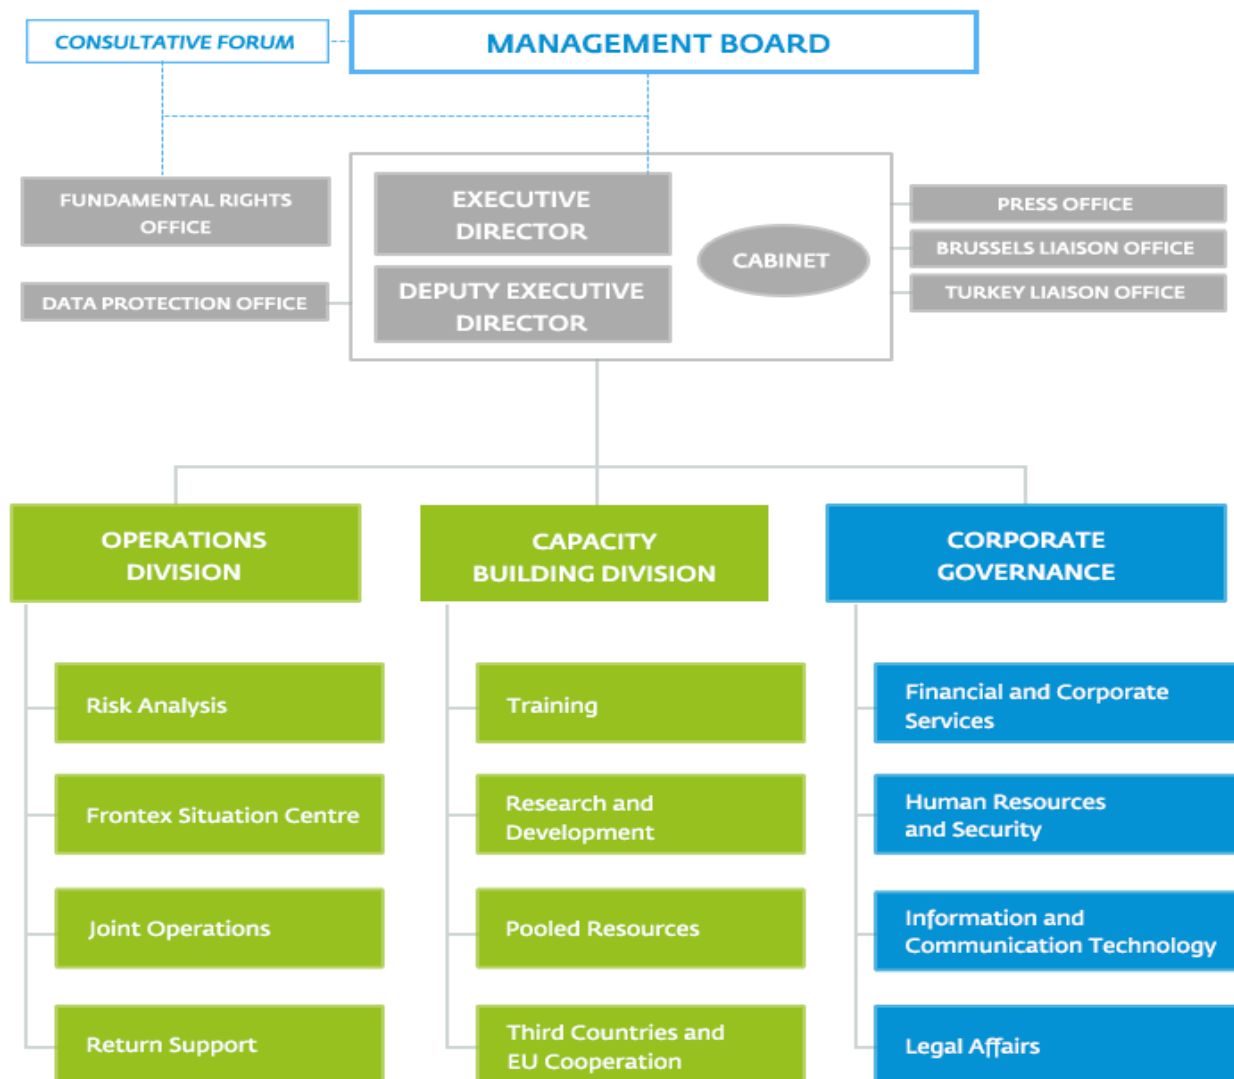 CONSULTATIVE FORUM
MANAGEMENT BOARD
FUNDAMENTAL RIGHTS
OFFICE
DATA PROTECTION OFFICE
EXECUTIVE
DIRECTOR
DEPUTY EXECUTIVE
DIRECTOR
CABINET
PRESS OFFICE
BRUSSELS LIAISON OFFICE
TURKEY LIAISON OFFICE
OPERATIONS
DIVISION
Risk Analysis
Frontex Situation Centre
Joint Operations
Return Support
CAPACITY
BUILDING DIVISION
Training
Research and
Development
Pooled Resources
Third Countries and
EU Cooperation
CORPORATE
GOVERNANCE
Financial and Corporate
Services
Human Resources
and Security
Information and
Communication Technology
Legal Affairs